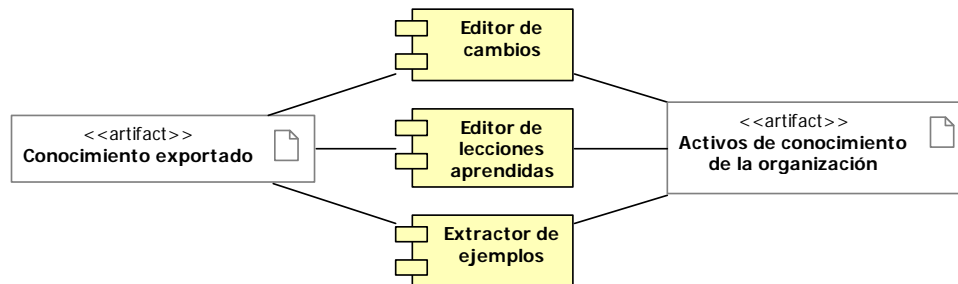 Editor de
cambios
<<artifact>>
Conocimiento exportado
Editor de
lecciones
aprendidas
<<artifact>>
Activos de conocimiento
de la organización
Extractor de
ejemplos